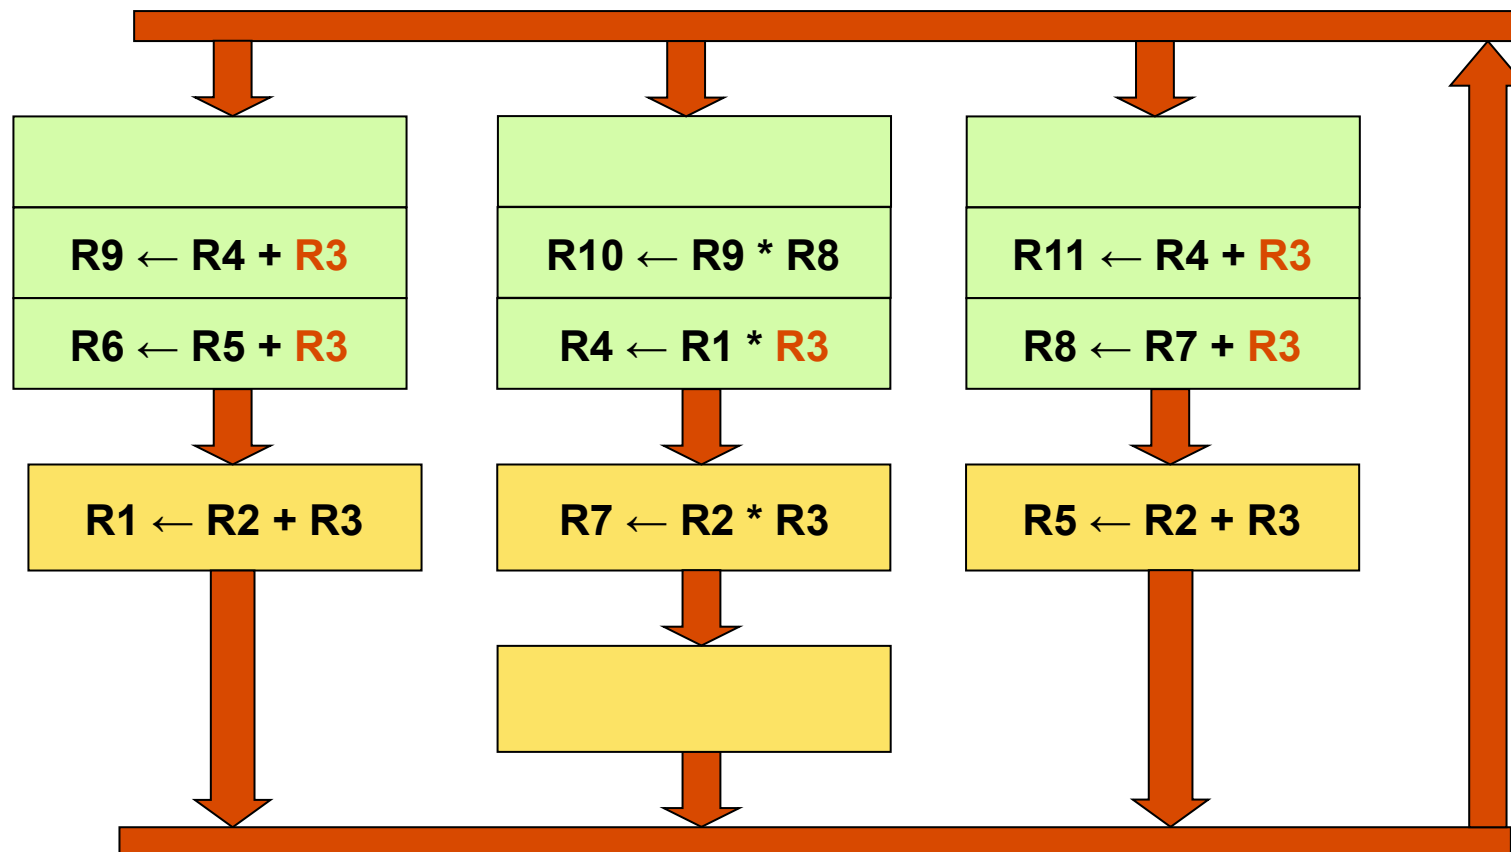 R9 ← R4 + R3
R10 ← R9 * R8
R11 ← R4 + R3
R6 ← R5 + R3
R4 ← R1 * R3
R8 ← R7 + R3
R1 ← R2 + R3
R7 ← R2 * R3
R5 ← R2 + R3